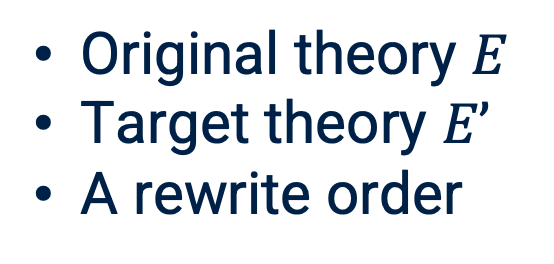 • Original theory E
• Target theory E’
• A rewrite order